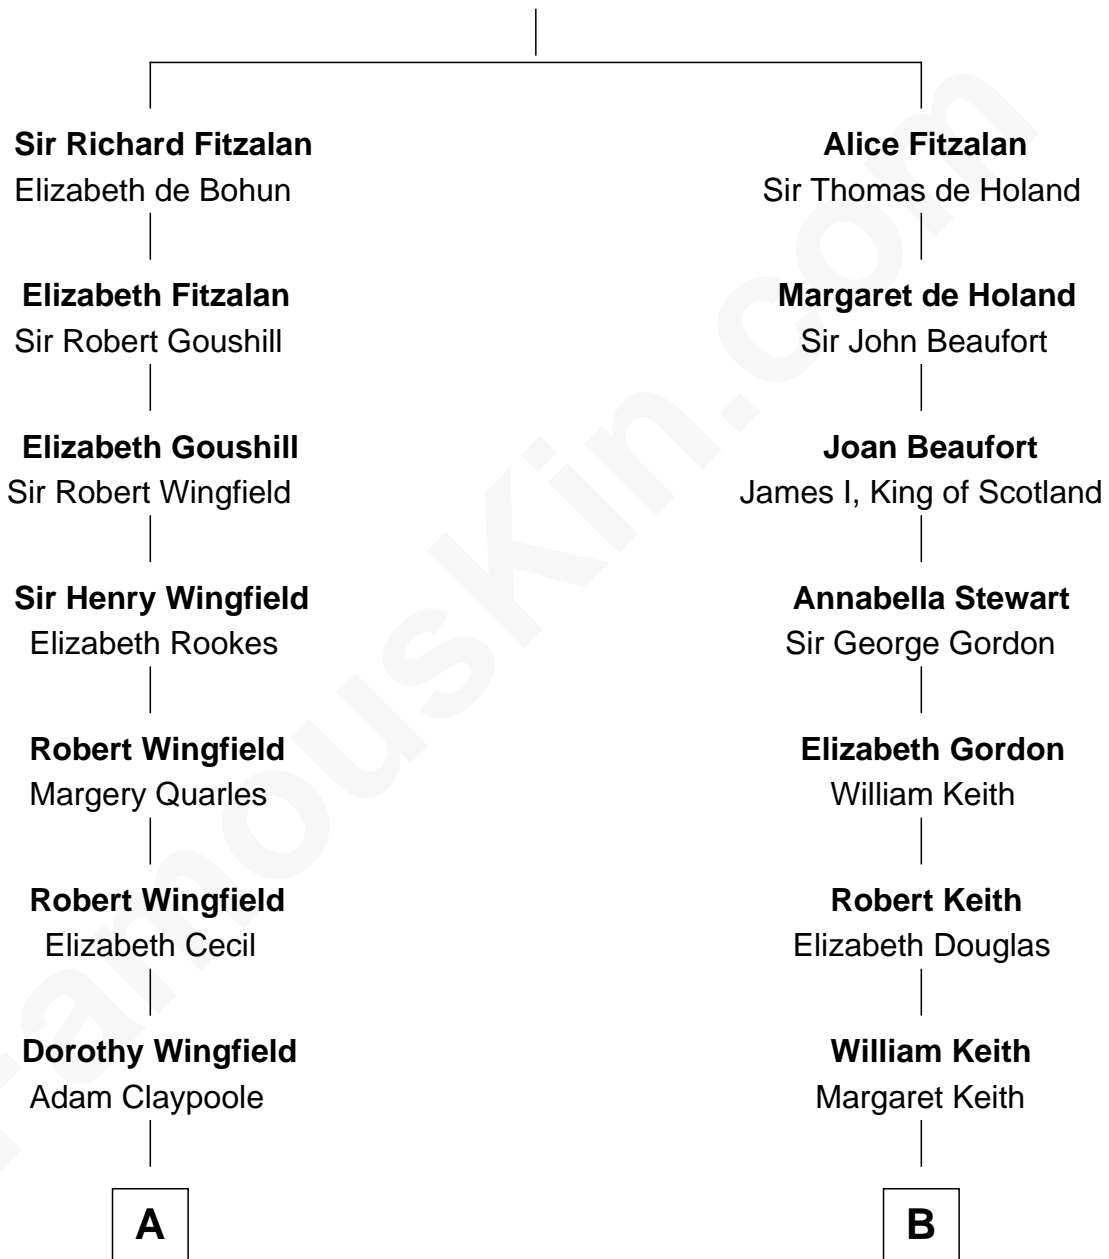 Sir Richard Fitzalan
Elizabeth de Bohun
Elizabeth Fitzalan
Sir Robert Goushill
Elizabeth Goushill
Sir Robert Wingfield
Sir Henry Wingfield
Elizabeth Rookes
Robert Wingfield
Margery Quarles
Robert Wingfield
Elizabeth Cecil
Dorothy Wingfield
Adam Claypoole
A
Alice Fitzalan
Sir Thomas de Holand
Margaret de Holand
Sir John Beaufort
Joan Beaufort
James I, King of Scotland
Annabella Stewart
Sir George Gordon
Elizabeth Gordon
William Keith
Robert Keith
Elizabeth Douglas
William Keith
Margaret Keith
B
FamousKin.com